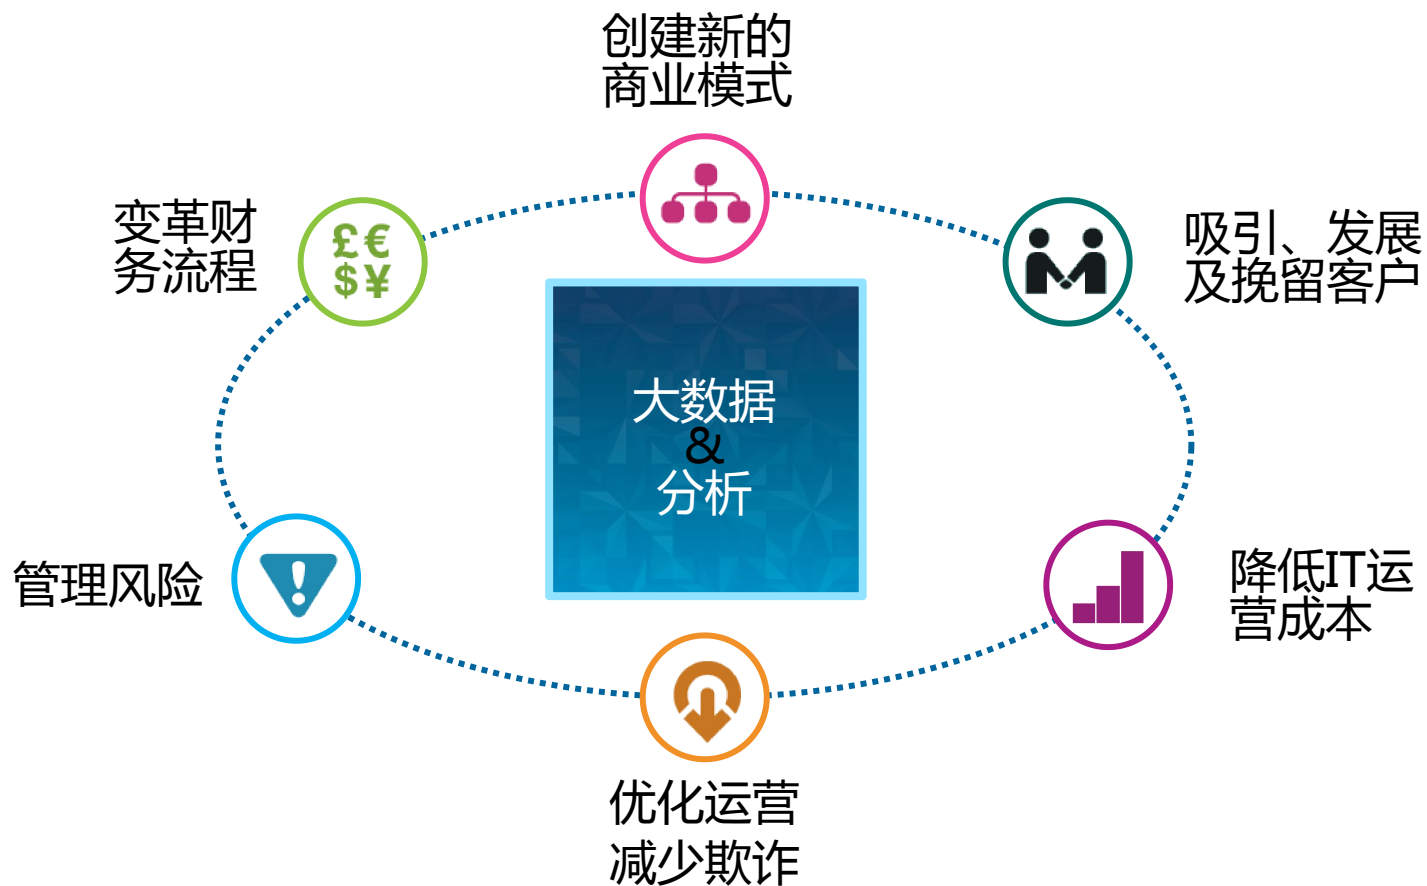 创建新的
商业模式
变革财
务流程
£€
$¥
吸引、发展
及挽留客户
大数据
&
分析
管理风险
!
降低IT运
营成本
优化运营
减少欺诈